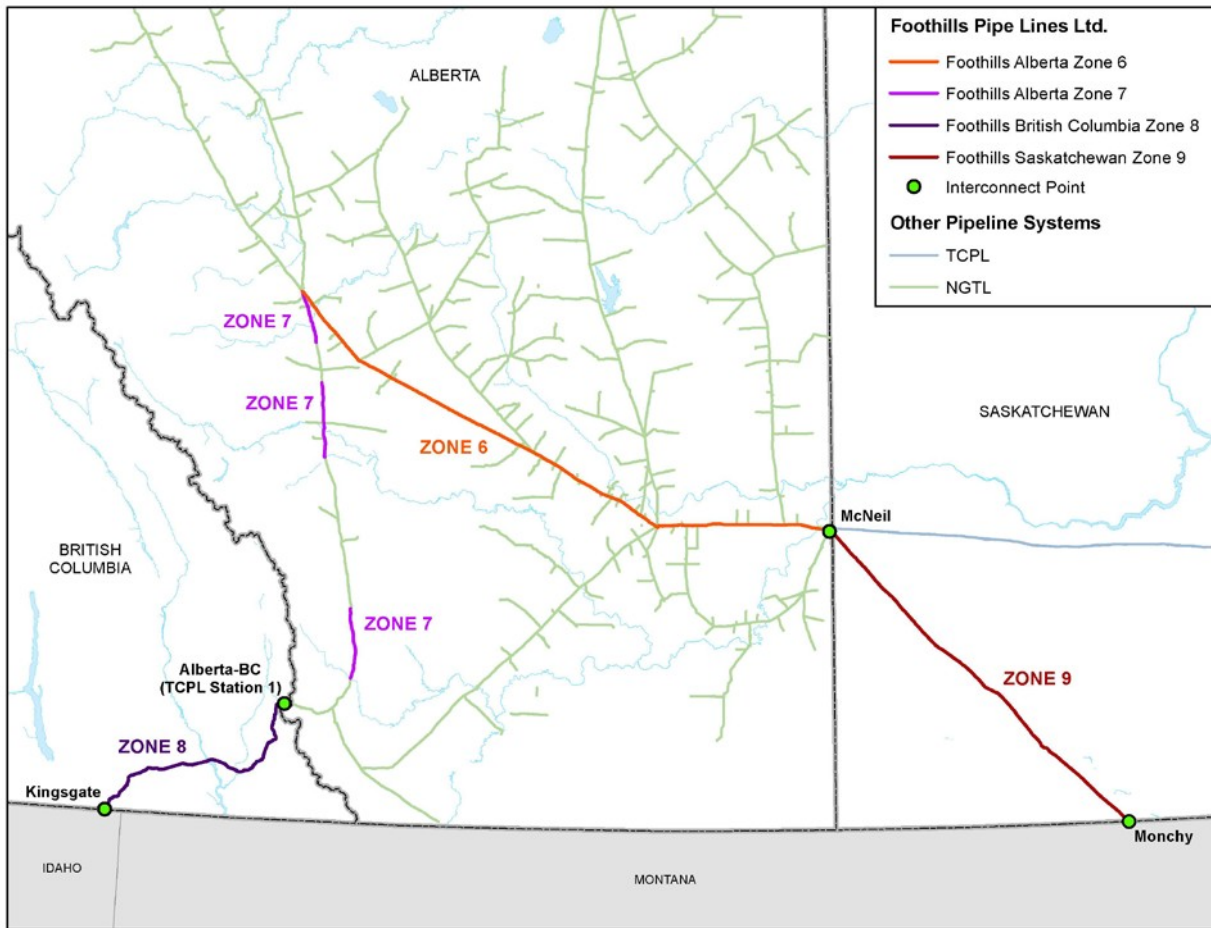 Foothills Pipe Lines Ltd.
Foothills Alberta Zone 6
Foothills Alberta Zone 7
Foothills British Columbia Zone 8
Foothills Saskatchewan Zone 9
Interconnect Point
Other Pipeline Systems
TCPL
NGTL
ALBERTA
ZONE 7
ZONE 7
ZONE 6
SASKATCHEWAN
McNeil
BRITISH
COLUMBIA
ZONE 7
Alberta-BC
(TCPL Station 1)
ZONE 9
ZONE 8
Kingsgate
Monchy
IDAHO
MONTANA